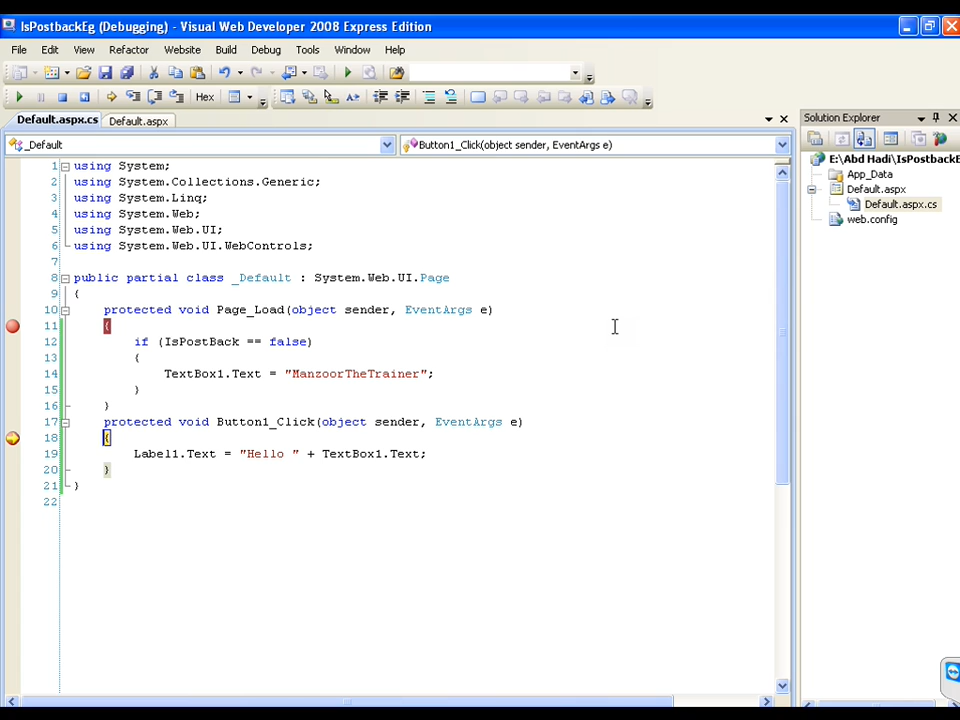 IsPostbackEg (Debugging) - Visual Web Developer 2008 Express Edition
File Edit View Refactor Website Build Debug Tools Window Help
Hex
Default.aspx.cs Default.aspx
_Default
Button1_Click(object sender, EventArgs e)
1 using System;
2 using System.Collections.Generic;
3 using System.Linq;
4 using System.Web;
5 using System.Web.UI;
6 using System.Web.UI.WebControls;
7
8 public partial class _Default : System.Web.UI.Page
9 {
10 protected void Page_Load(object sender, EventArgs e)
11 {
12 if (IsPostBack == false)
13 {
14 TextBox1.Text = "ManzoorTheTrainer";
15 }
16 }
17 protected void Button1_Click(object sender, EventArgs e)
18 {
19 Label1.Text = "Hello " + TextBox1.Text;
20 }
21 }
22
Solution Explorer
E:\Abd Hadi\IsPostbackE
App_Data
Default.aspx
Default.aspx.cs
web.config